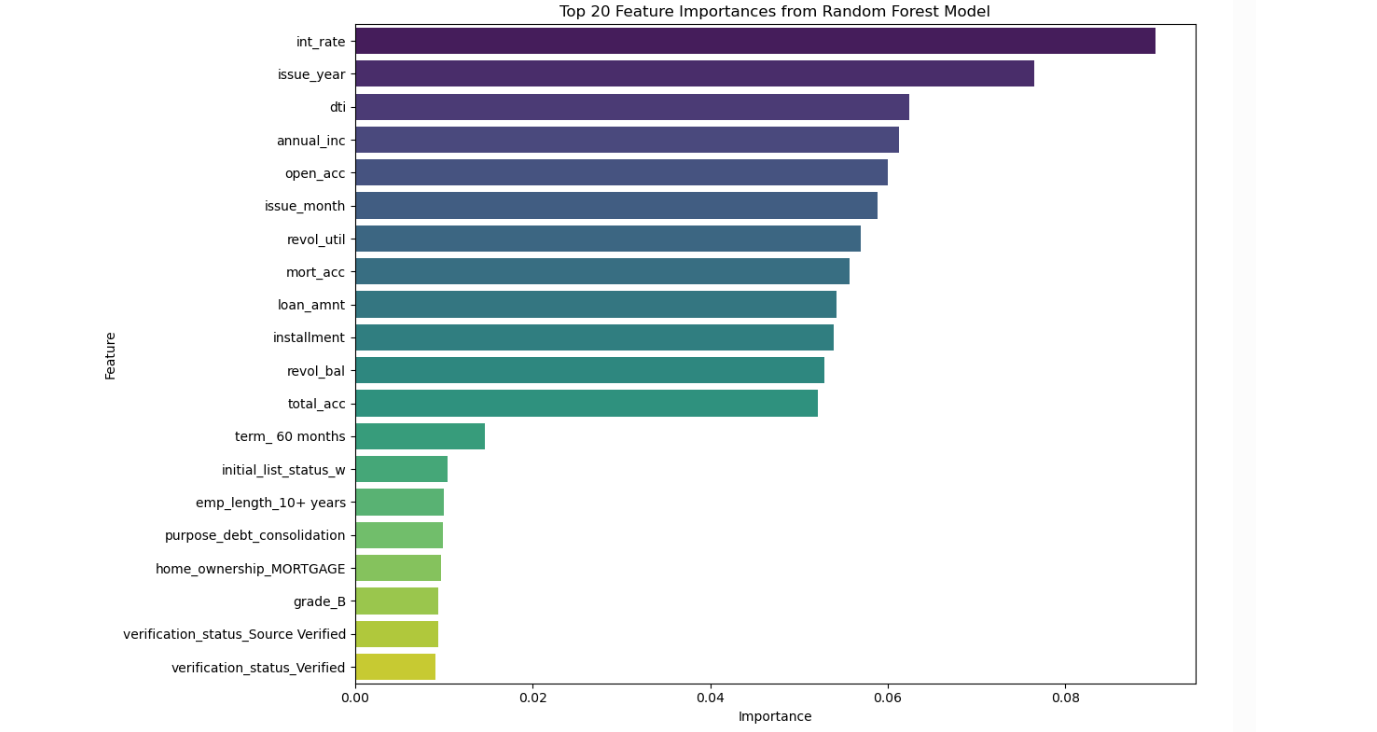 Top 20 Feature Importances from Random Forest Model
int_rate
issue_year
dti
annual_inc
open_acc
issue_month
revol_util
mort_acc
loan_amnt
installment
revol_bal
total_acc
term_ 60 months
initial_list_status_w
emp_length_10+ years
purpose_debt_consolidation
home_ownership_MORTGAGE
grade_B
verification_status_Source Verified
verification_status_Verified
Feature
0.00 0.02 0.04 0.06 0.08
Importance